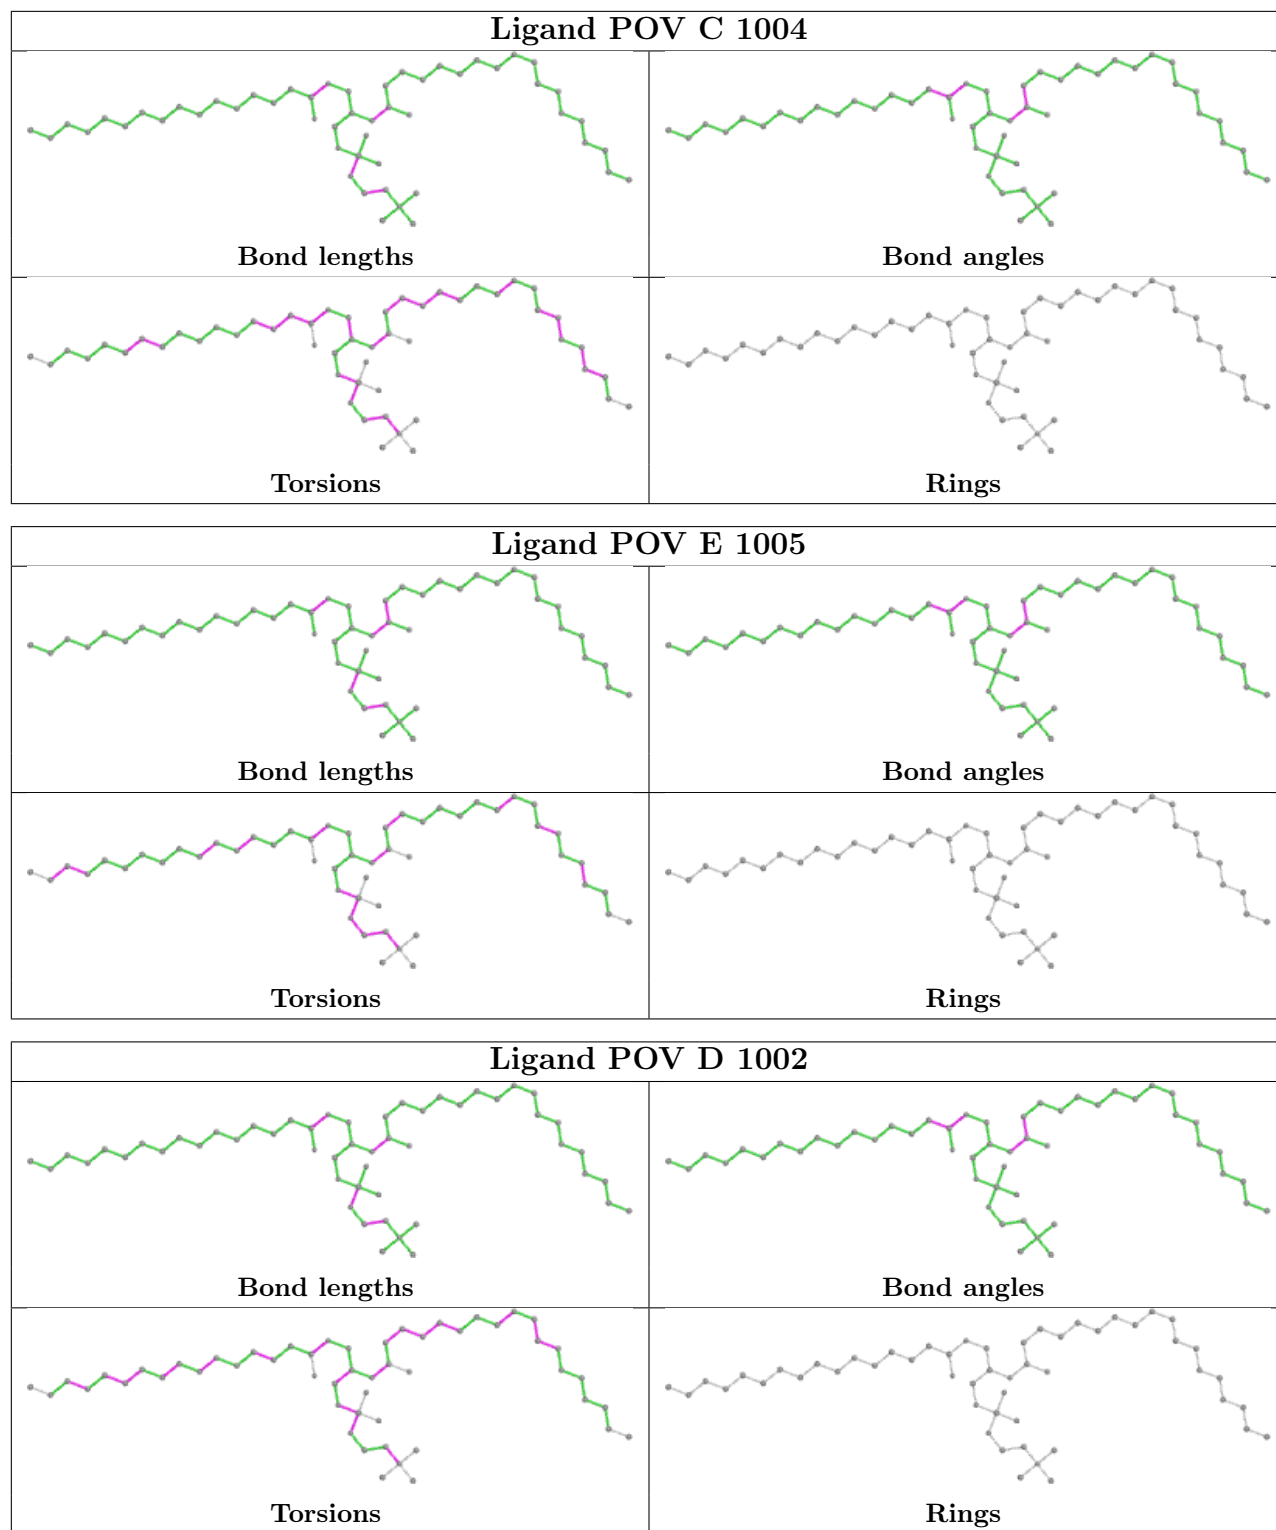 Ligand POV C 1004
Bond lengths
Bond angles
Torsions
Rings
Ligand POV E 1005
Bond lengths
Bond angles
Torsions
Rings
Ligand POV D 1002
Bond lengths
Bond angles
Torsions
Rings